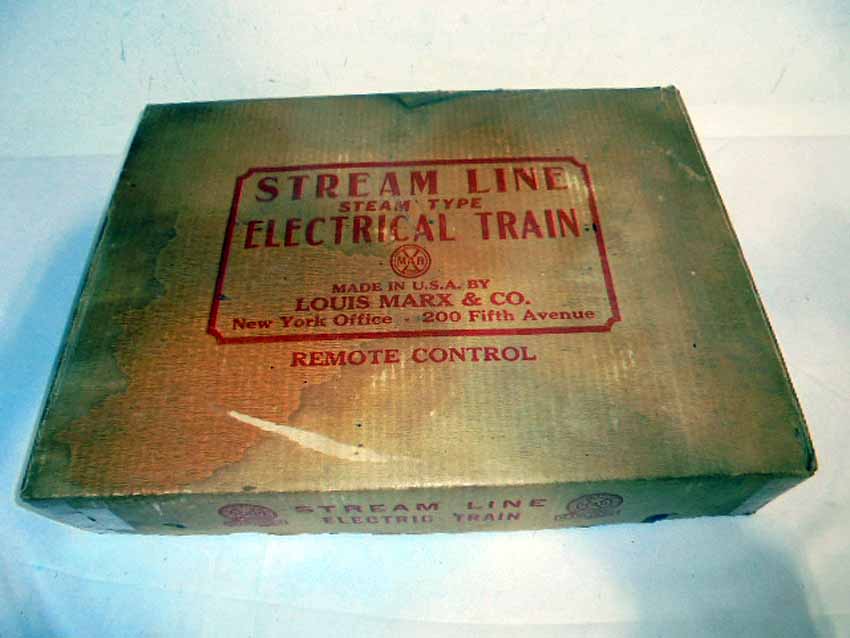 STREAM LINE
STEAM TYPE
ELECTRICAL TRAIN
MAR
MADE IN U.S.A. BY
LOUIS MARX & CO.
New York Office - 200 Fifth Avenue
REMOTE CONTROL
STREAM LINE
ELECTRIC TRAIN